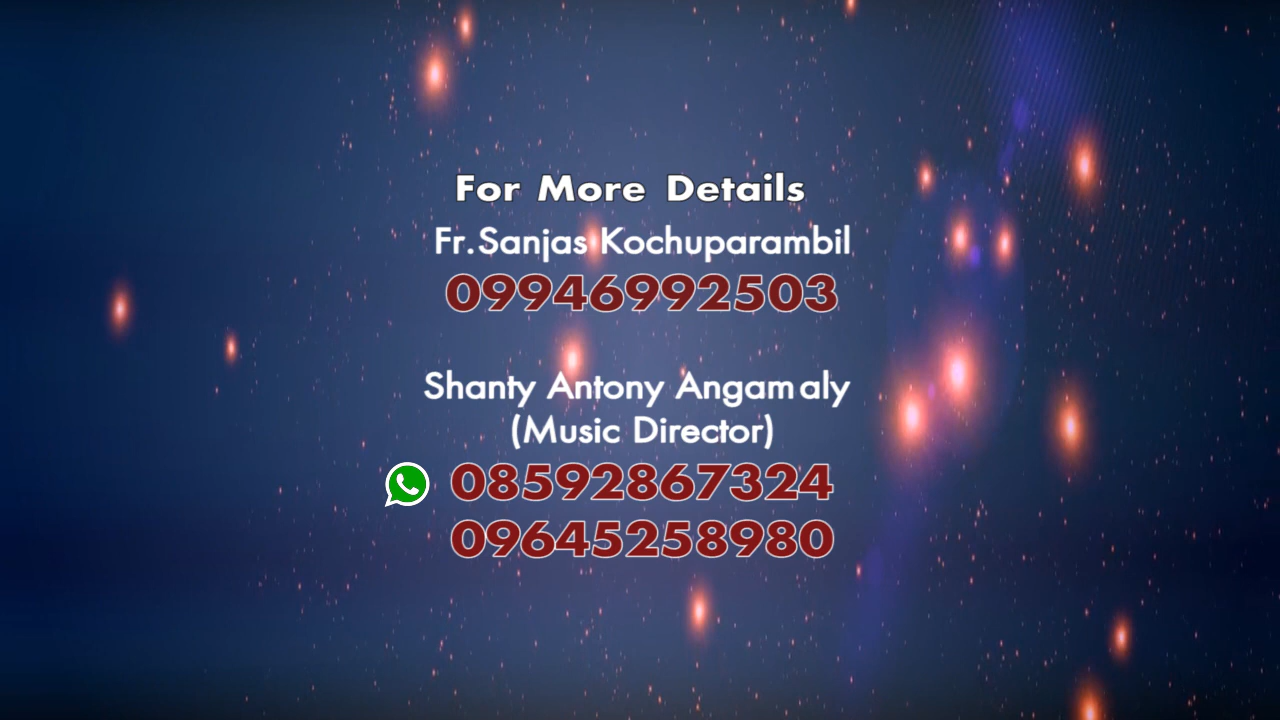 For More Details
Fr.Sanjas Kochuparambil
09946992503
Shanty Antony Angamaly
(Music Director)
08592867324
09645258980